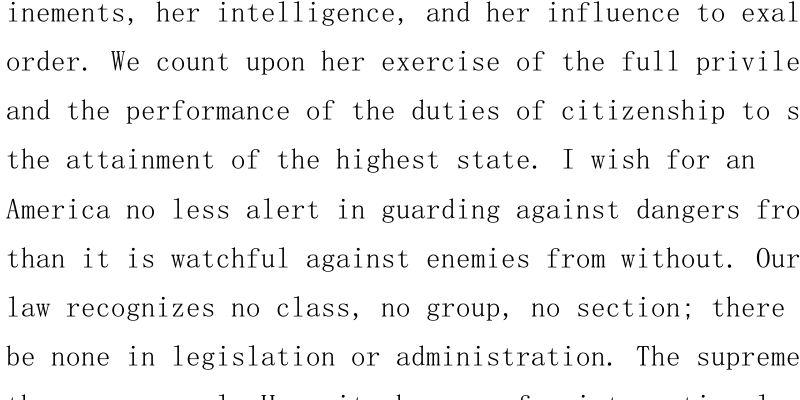 inements, her intelligence, and her influence to exal
order. We count upon her exercise of the full privile
and the performance of the duties of citizenship to s
the attainment of the highest state. I wish for an
America no less alert in guarding against dangers fro
than it is watchful against enemies from without. Our
law recognizes no class, no group, no section; there
be none in legislation or administration. The supreme